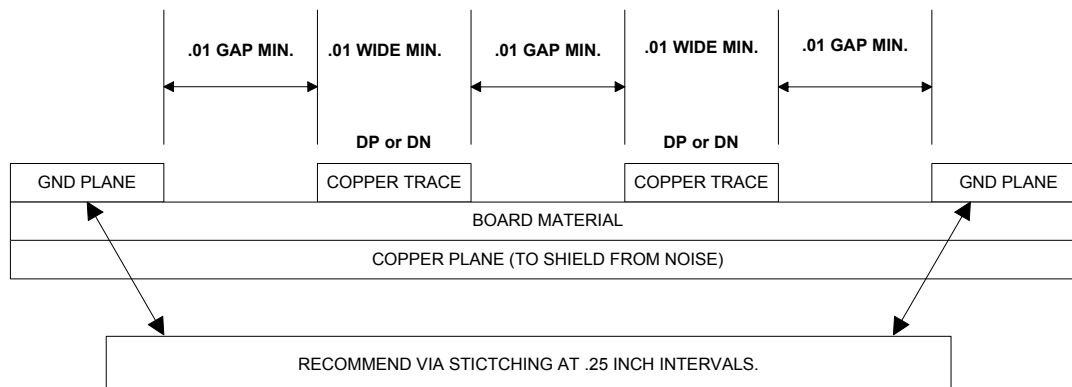 .01 GAP MIN. .01 WIDE MIN. .01 GAP MIN. .01 WIDE MIN. .01 GAP MIN.
DP or DN DP or DN
GND PLANE COPPER TRACE COPPER TRACE GND PLANE
BOARD MATERIAL
COPPER PLANE (TO SHIELD FROM NOISE)
RECOMMEND VIA STICTCHING AT .25 INCH INTERVALS.